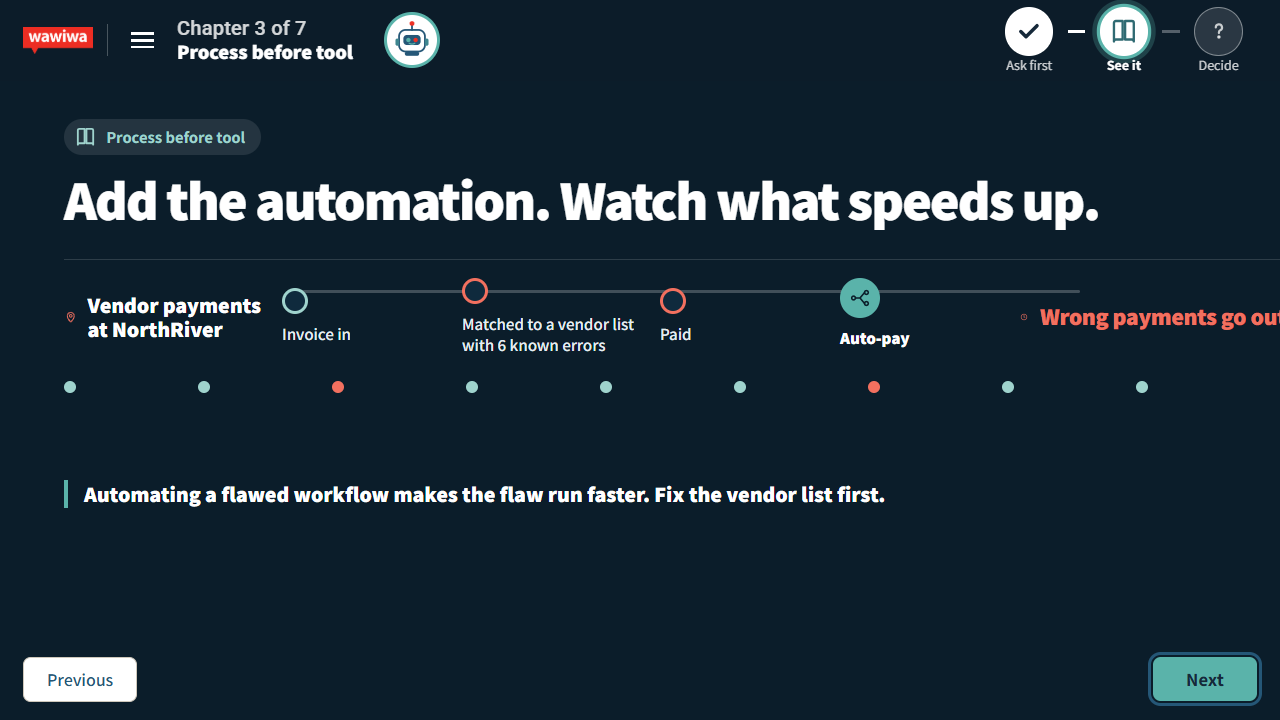 wawiwa
Chapter 3 of 7
Process before tool
Ask first
See it
?
Decide
Process before tool
Add the automation. Watch what speeds up.
Vendor payments
at NorthRiver
Invoice in
Matched to a vendor list
with 6 known errors
Paid
Auto-pay
Wrong payments go
Automating a flawed workflow makes the flaw run faster. Fix the vendor list first.
Previous
Next